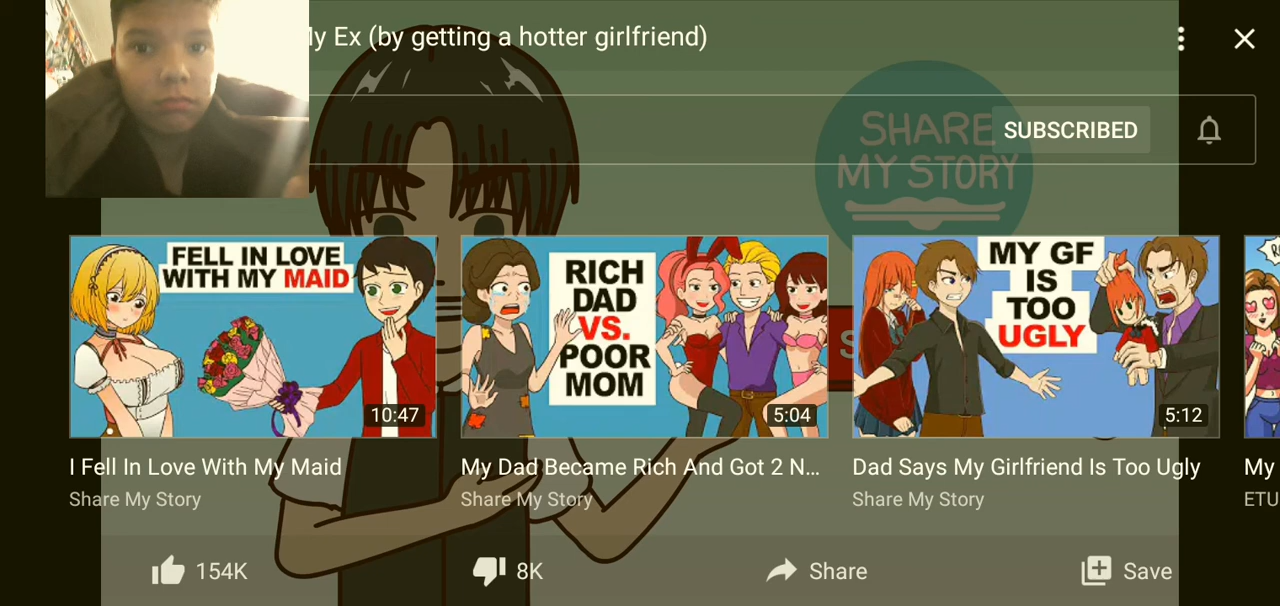 My Ex (by getting a hotter girlfriend)
SHARE
MY STORY
SUBSCRIBED
FELL IN LOVE
WITH MY MAID
10:47
RICH
DAD
VS.
POOR
MOM
5:04
MY GF
IS
TOO
UGLY
5:12
I Fell In Love With My Maid
Share My Story
My Dad Became Rich And Got 2 N...
Share My Story
Dad Says My Girlfriend Is Too Ugly
Share My Story
My
ETU
154K
8K
Share
Save